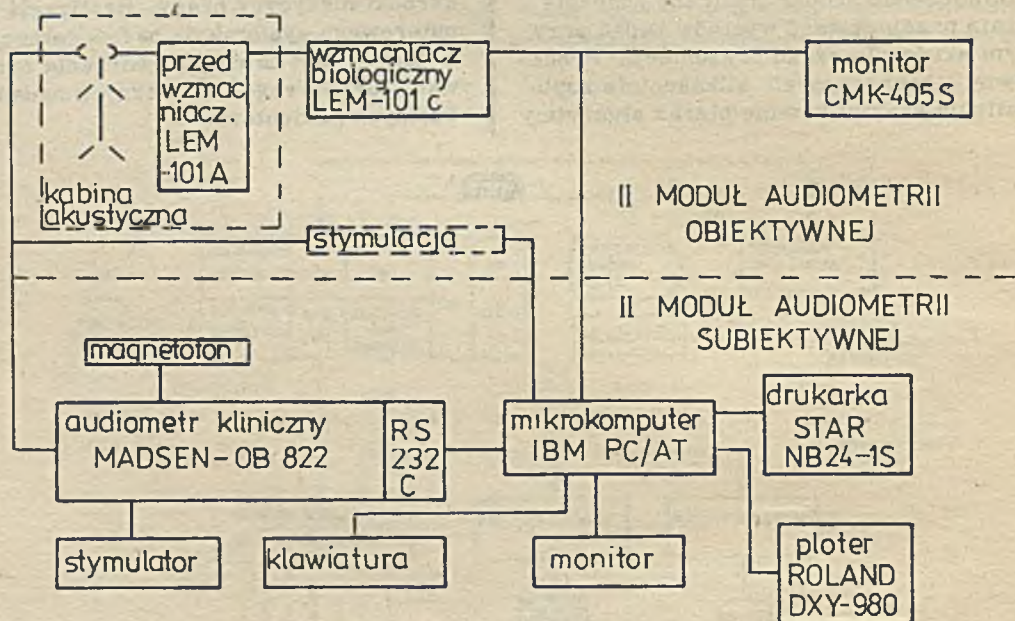 przed
wzmac
niacz.
LEM
-101A
wzmacniacz
biologiczny
LEM-101c
monitor
CMK-405S
kabina
akustyczna
II MODUŁ AUDIOMETRII
OBIEKTYWNEJ
stymulacja
II MODUŁ AUDIOMETRII
SUBIEKTYWNEJ
magnetofon
audiometr kliniczny
MADSEN-OB 822
RS
232
C
mikrokomputer
IBM PC/AT
drukarka
STAR
NB24-1S
stymulator
klawiatura
monitor
ploter
ROLAND
DXY-980